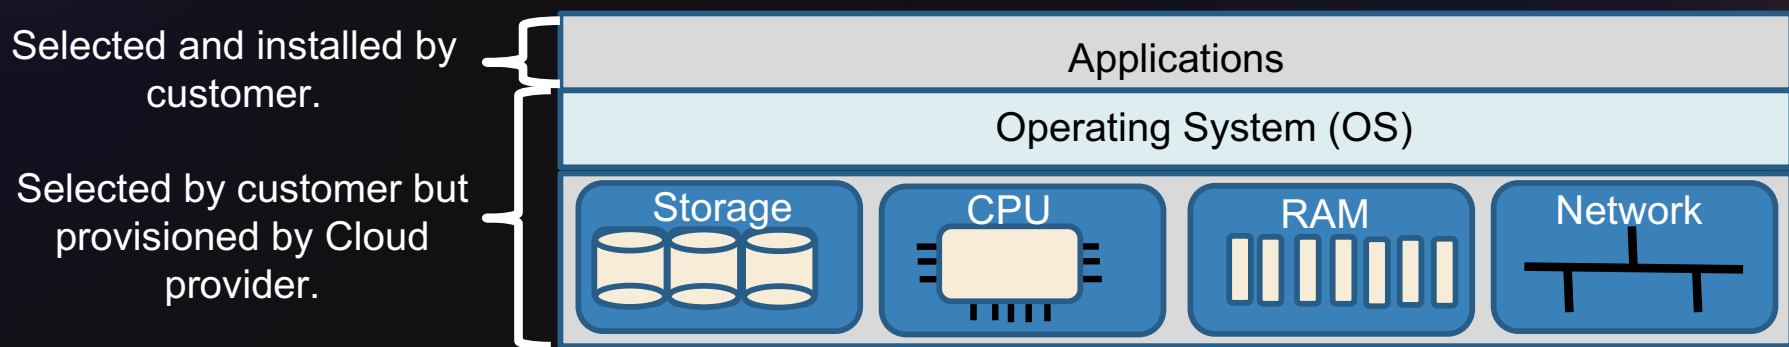 Selected and installed by
customer.
Applications
Operating System (OS)
Selected by customer but
provisioned by Cloud
provider.
Storage
CPU
RAM
Network